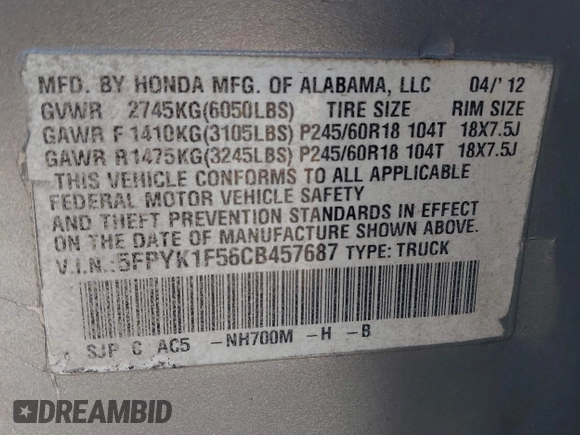 MFD. BY HONDA MFG. OF ALABAMA, LLC 04/'12
GVWR 2745KG(6050LBS) TIRE SIZE RIM SIZE
GAWR F 1410KG(3105LBS) P245/60R18 104T 18X7.5J
GAWR R 1475KG(3245LBS) P245/60R18 104T 18X7.5J
THIS VEHICLE CONFORMS TO ALL APPLICABLE
FEDERAL MOTOR VEHICLE SAFETY
AND THEFT PREVENTION STANDARDS IN EFFECT
ON THE DATE OF MANUFACTURE SHOWN ABOVE.
V.I.N.:5FPYK1F56CB457687 TYPE: TRUCK
SJP C AC5 -NH700M -H -B
DREAMBID